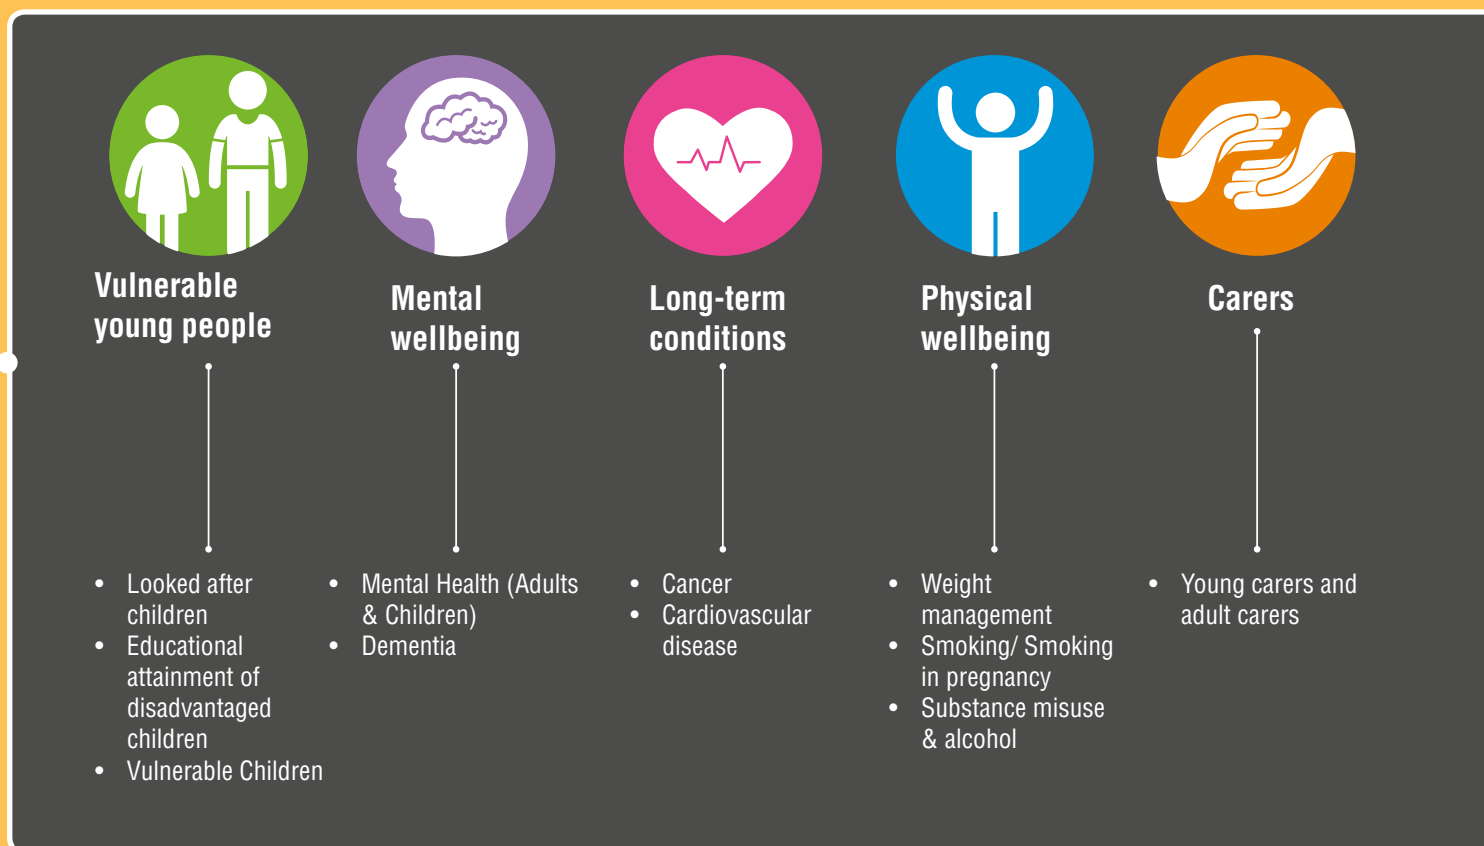 Vulnerable
young people
• Looked after
children
• Educational
attainment of
disadvantaged
children
• Vulnerable Children
Mental
wellbeing
• Mental Health (Adults
& Children)
• Dementia
Long-term
conditions
• Cancer
• Cardiovascular
disease
Physical
wellbeing
• Weight
management
• Smoking/ Smoking
in pregnancy
• Substance misuse
& alcohol
Carers
• Young carers and
adult carers